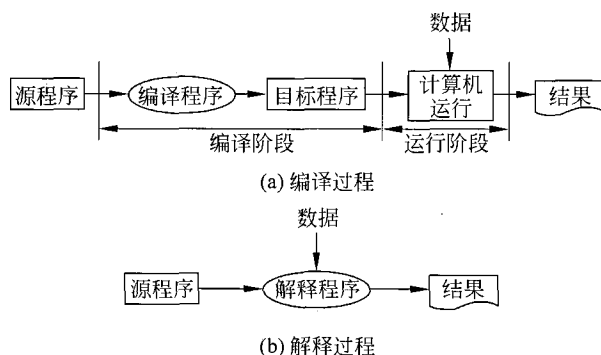 数据
源程序
编译程序
目标程序
计算机
运行
结果
编译阶段
运行阶段
(a) 编译过程
数据
源程序
解释程序
结果
(b) 解释过程